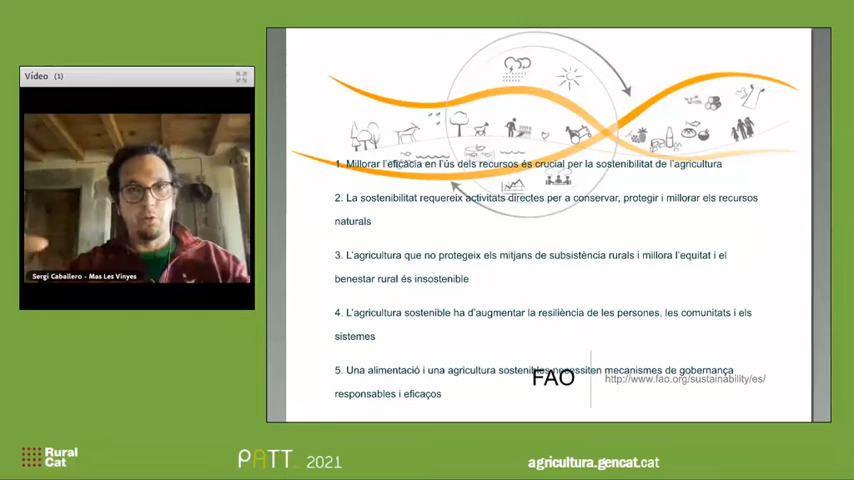 Vídeo (1)
Sergi Caballero - Mas Les Vinyes
1. Millorar l'eficàcia en l'ús dels recursos és crucial per la sostenibilitat de l'agricultura
2. La sostenibilitat requereix activitats directes per a conservar, protegir i millorar els recursos
naturals
3. L'agricultura que no protegeix els mitjans de subsistència rurals i millora l'equitat i el
benestar rural és insostenible
4. L'agricultura sostenible ha d'augmentar la resiliència de les persones, les comunitats i els
sistemes
5. Una alimentació i una agricultura sostenibles necessiten mecanismes de gobernança
responsables i eficaços
FAO
http://www.fao.org/sustainability/es/
Rural
Cat
PATT 2021
agricultura.gencat.cat